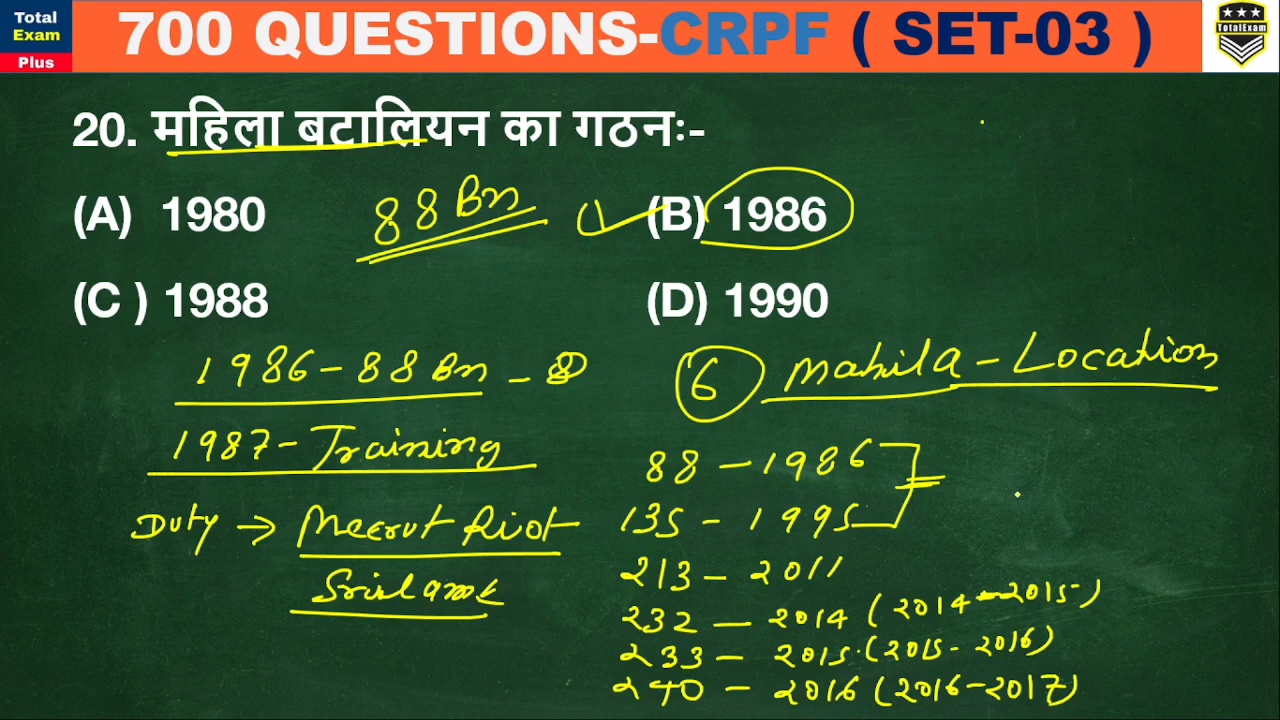 Total
Exam
Plus
700 QUESTIONS-CRPF ( SET-03 )
TotalExam
20. महिला बटालियन का गठनः-
(A) 1980
88 Bn
(B) 1986
(C ) 1988
(D) 1990
1986 - 88 Bn -
6 Mahila - Location
1987 - Training
88 - 1986
Duty → Meerut Riot
135 - 1995
213 - 2011
232 - 2014 (2014-2015)
233 - 2015 (2015-2016)
240 - 2016 (2016-2017)